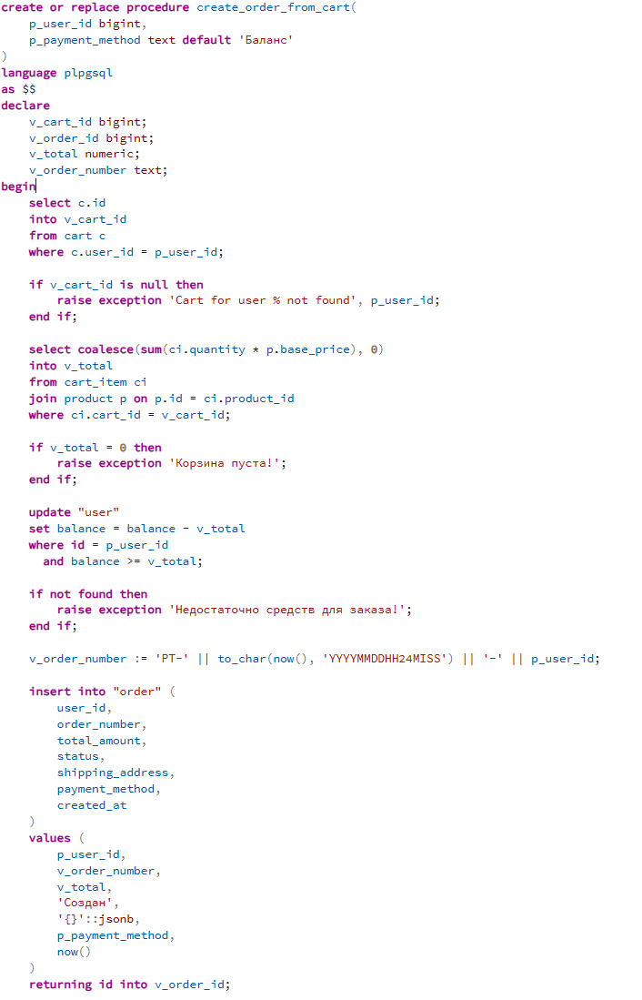 create or replace procedure create_order_from_cart(
    p_user_id bigint,
    p_payment_method text default 'Баланс'
)
language plpgsql
as $$
declare
    v_cart_id bigint;
    v_order_id bigint;
    v_total numeric;
    v_order_number text;
begin
    select c.id
    into v_cart_id
    from cart c
    where c.user_id = p_user_id;

    if v_cart_id is null then
        raise exception 'Cart for user % not found', p_user_id;
    end if;

    select coalesce(sum(ci.quantity * p.base_price), 0)
    into v_total
    from cart_item ci
    join product p on p.id = ci.product_id
    where ci.cart_id = v_cart_id;

    if v_total = 0 then
        raise exception 'Корзина пуста!';
    end if;

    update "user"
    set balance = balance - v_total
    where id = p_user_id
      and balance >= v_total;

    if not found then
        raise exception 'Недостаточно средств для заказа!';
    end if;

    v_order_number := 'PT-' || to_char(now(), 'YYYYMMDDHH24MISS') || '-' || p_user_id;

    insert into "order" (
        user_id,
        order_number,
        total_amount,
        status,
        shipping_address,
        payment_method,
        created_at
    )
    values (
        p_user_id,
        v_order_number,
        v_total,
        'Создан',
        '{}'::jsonb,
        p_payment_method,
        now()
    )
    returning id into v_order_id;